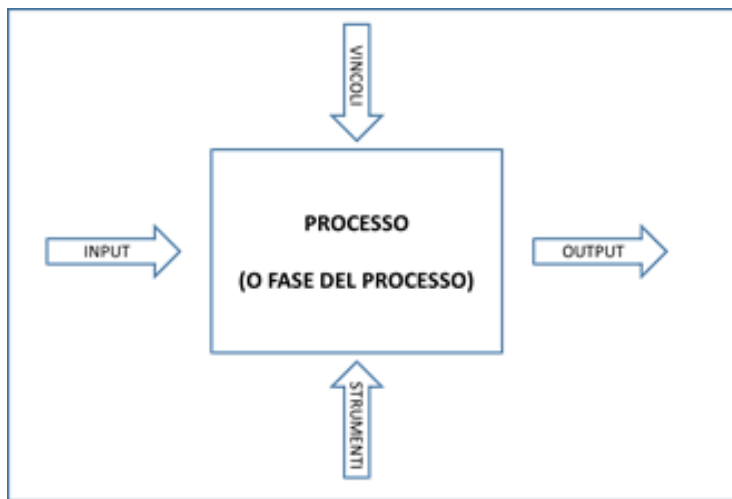 VINCOLI
PROCESSO
(O FASE DEL PROCESSO)
INPUT
OUTPUT
STRUMENTI